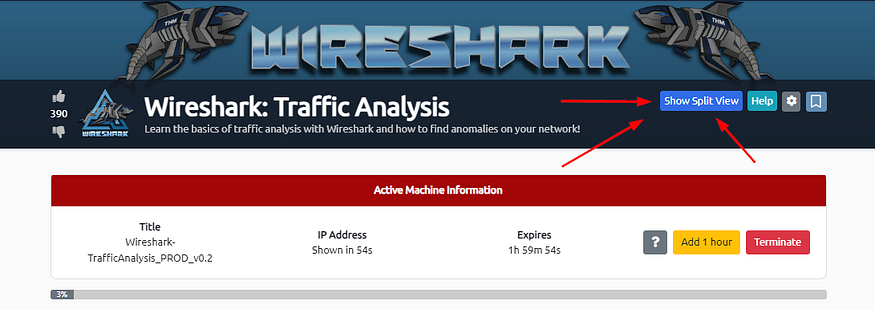 THM
THM
WIRESHARK
390
WIRESHARK
Wireshark: Traffic Analysis
Learn the basics of traffic analysis with Wireshark and how to find anomalies on your network!
Show Split View
Help
Active Machine Information
Title
Wireshark-
TrafficAnalysis_PROD_v0.2
IP Address
Shown in 54s
Expires
1h 59m 54s
?
Add 1 hour
Terminate
3%